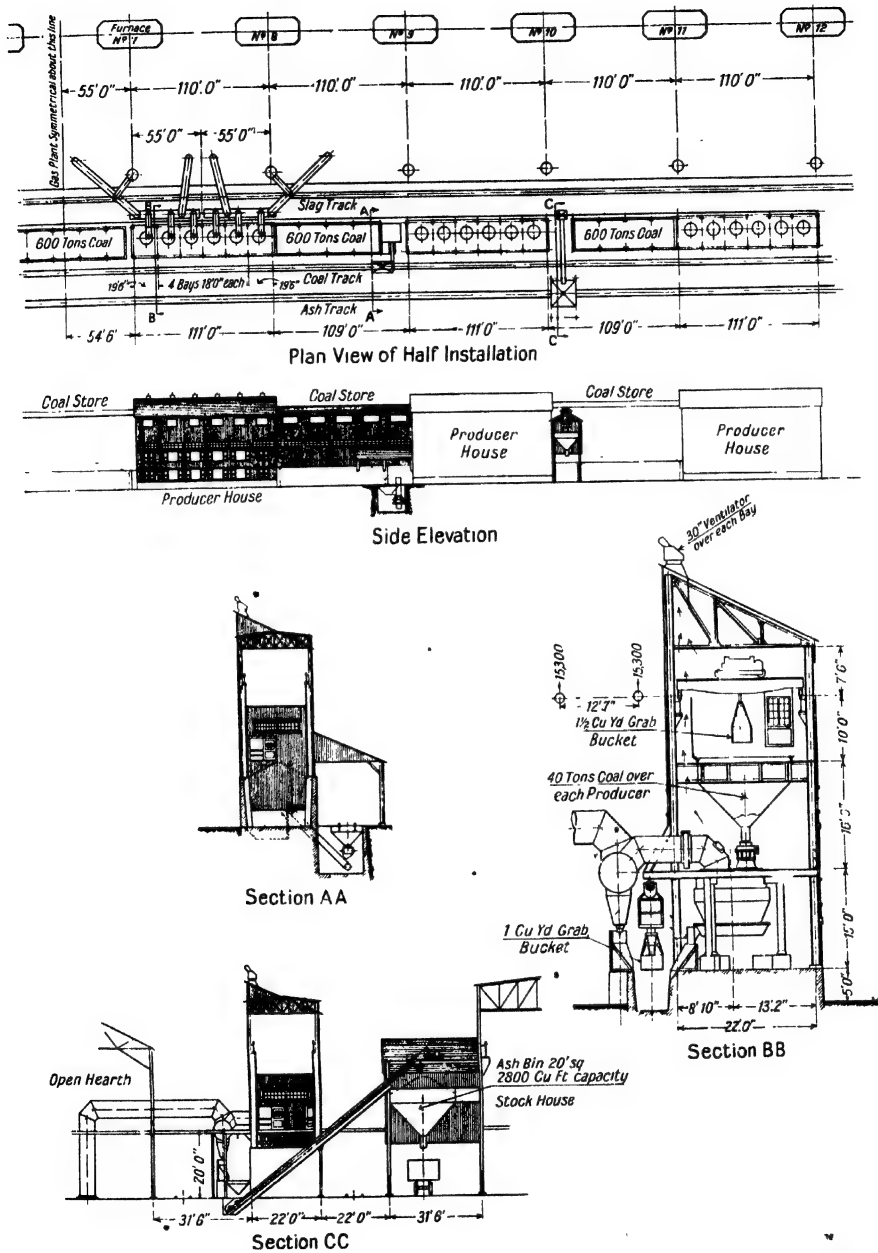 Furnace
Nº 7
Nº 8
Nº 9
Nº 10
Nº 11
Nº 12
Gas Plant Symmetrical about this line
55'0" 110'.0" 110'.0" 110'.0" 110'.0" 110'.0"
55'0" 55'0"
B
Slag Track
A
C
600 Tons Coal
600 Tons Coal
600 Tons Coal
19'6" 4 Bays 18'0" each 19'6"
Coal Track
Ash Track
B
A
C
54'6' 111'0" 109'0" 111'0" 109'0" 111'0"
Plan View of Half Installation
Coal Store
Coal Store
Coal Store
Producer
House
Producer
House
Producer House
Side Elevation
30" Ventilator
over each Bay
15,300
15,300
12'.7"
1½ Cu Yd Grab
Bucket
40 Tons Coal over
each Producer
7'6"
10'0"
15'0"
5'0"
1 Cu Yd Grab
Bucket
8'10" 13'.2"
22'.0"
Section BB
Section AA
Open Hearth
Ash Bin 20' sq
2800 Cu Ft capacity
Stock House
20'0"
31'6" 22'0" 22'0" 31'6'
Section CC